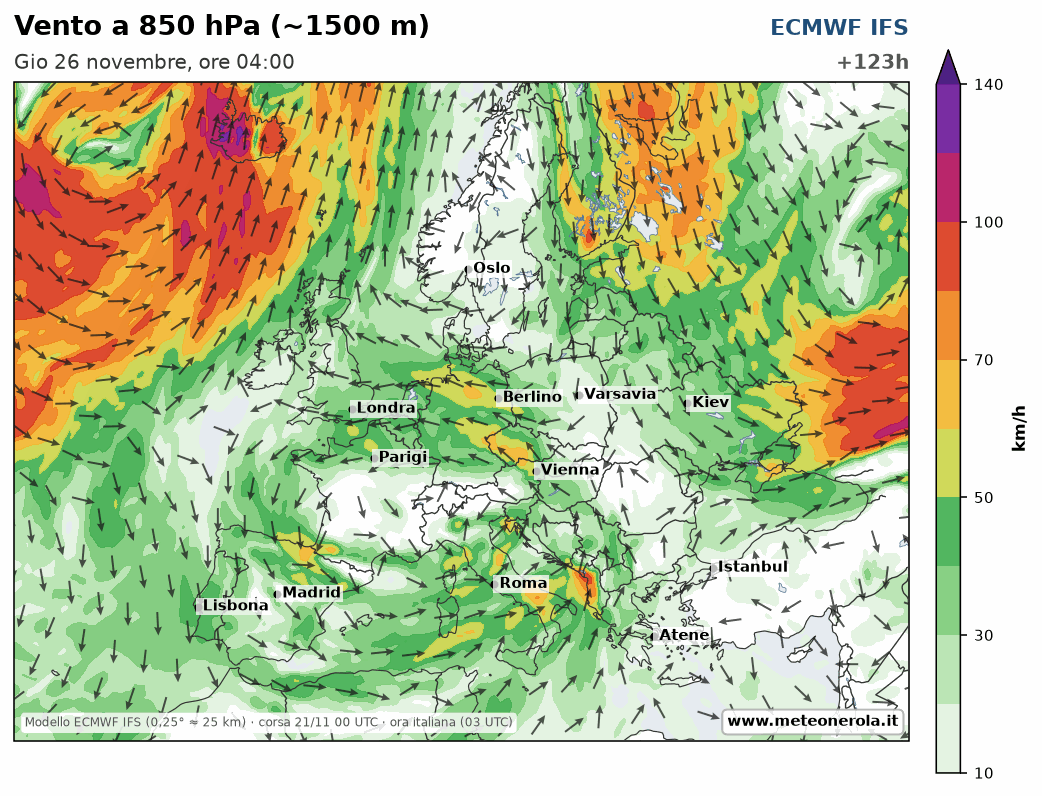 Vento a 850 hPa (~1500 m)
ECMWF IFS
Gio 26 novembre, ore 04:00
+123h
140
100
70
50
30
10
km/h
Oslo
Berlino
Varsavia
Kiev
Londra
Parigi
Vienna
Istanbul
Roma
Madrid
Lisbona
Atene
Modello ECMWF IFS (0,25° ≈ 25 km) · corsa 21/11 00 UTC · ora italiana (03 UTC)
www.meteonerola.it